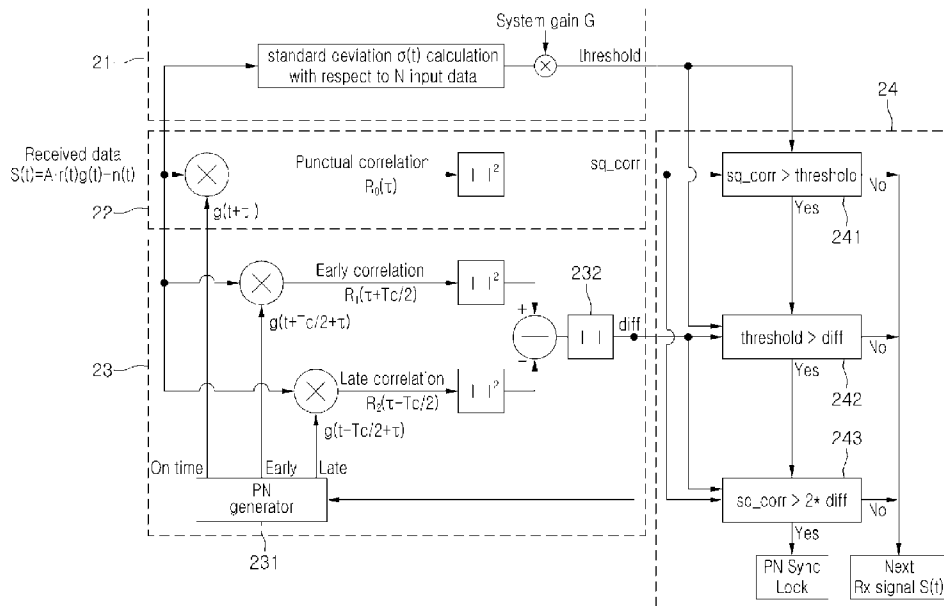 System gain G
21
standard deviation σ(t) calculation
with respect to N input data
threshold
24
Received data
S(t)=A·r(t)g(t)−n(t)
Punctual correlation
R₀(τ)
| |²
sq_corr
sq_corr > threshold
No
Yes
241
22
g(t+τ)
Early correlation
R₁(τ+Tc/2)
| |²
232
g(t+Tc/2+τ)
+
−
| |
diff
threshold > diff
No
Yes
242
23
Late correlation
R₂(τ−Tc/2)
| |²
g(t−Tc/2+τ)
243
On time
Early
Late
PN
generator
231
sq_corr > 2* diff
No
Yes
PN Sync
Lock
Next
Rx signal S(t)